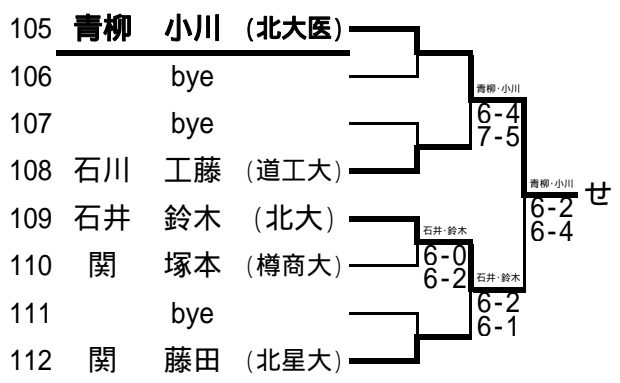 105 青柳 小川 (北大医)
106 bye
107 bye
108 石川 工藤 (道工大)
109 石井 鈴木 (北大)
110 関 塚本 (樽商大)
111 bye
112 関 藤田 (北星大)
青柳・小川
6-4
7-5
石井・鈴木
6-0
6-2
石井・鈴木
6-2
6-1
青柳・小川
6-2
6-4
せ